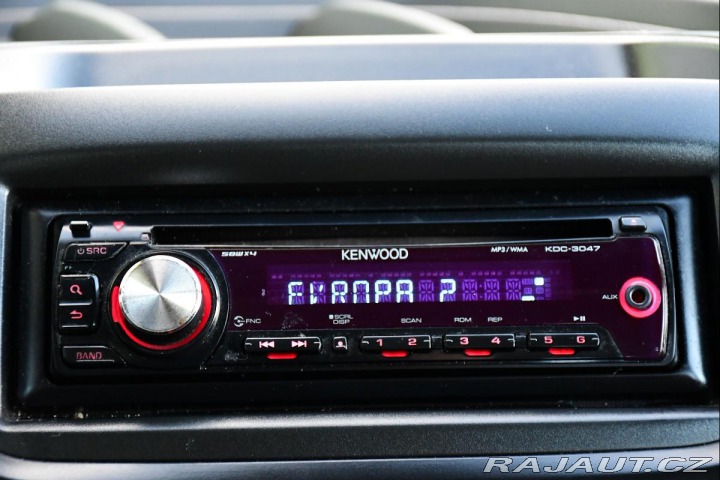 SRC
50W X4
KENWOOD
MP3/WMA KDC-3047
EVROPA 2
AUX
FNC
SCRL
DISP
SCAN
RDM
REP
BAND
1 2 3 4 5 6
RAJAUT.CZ